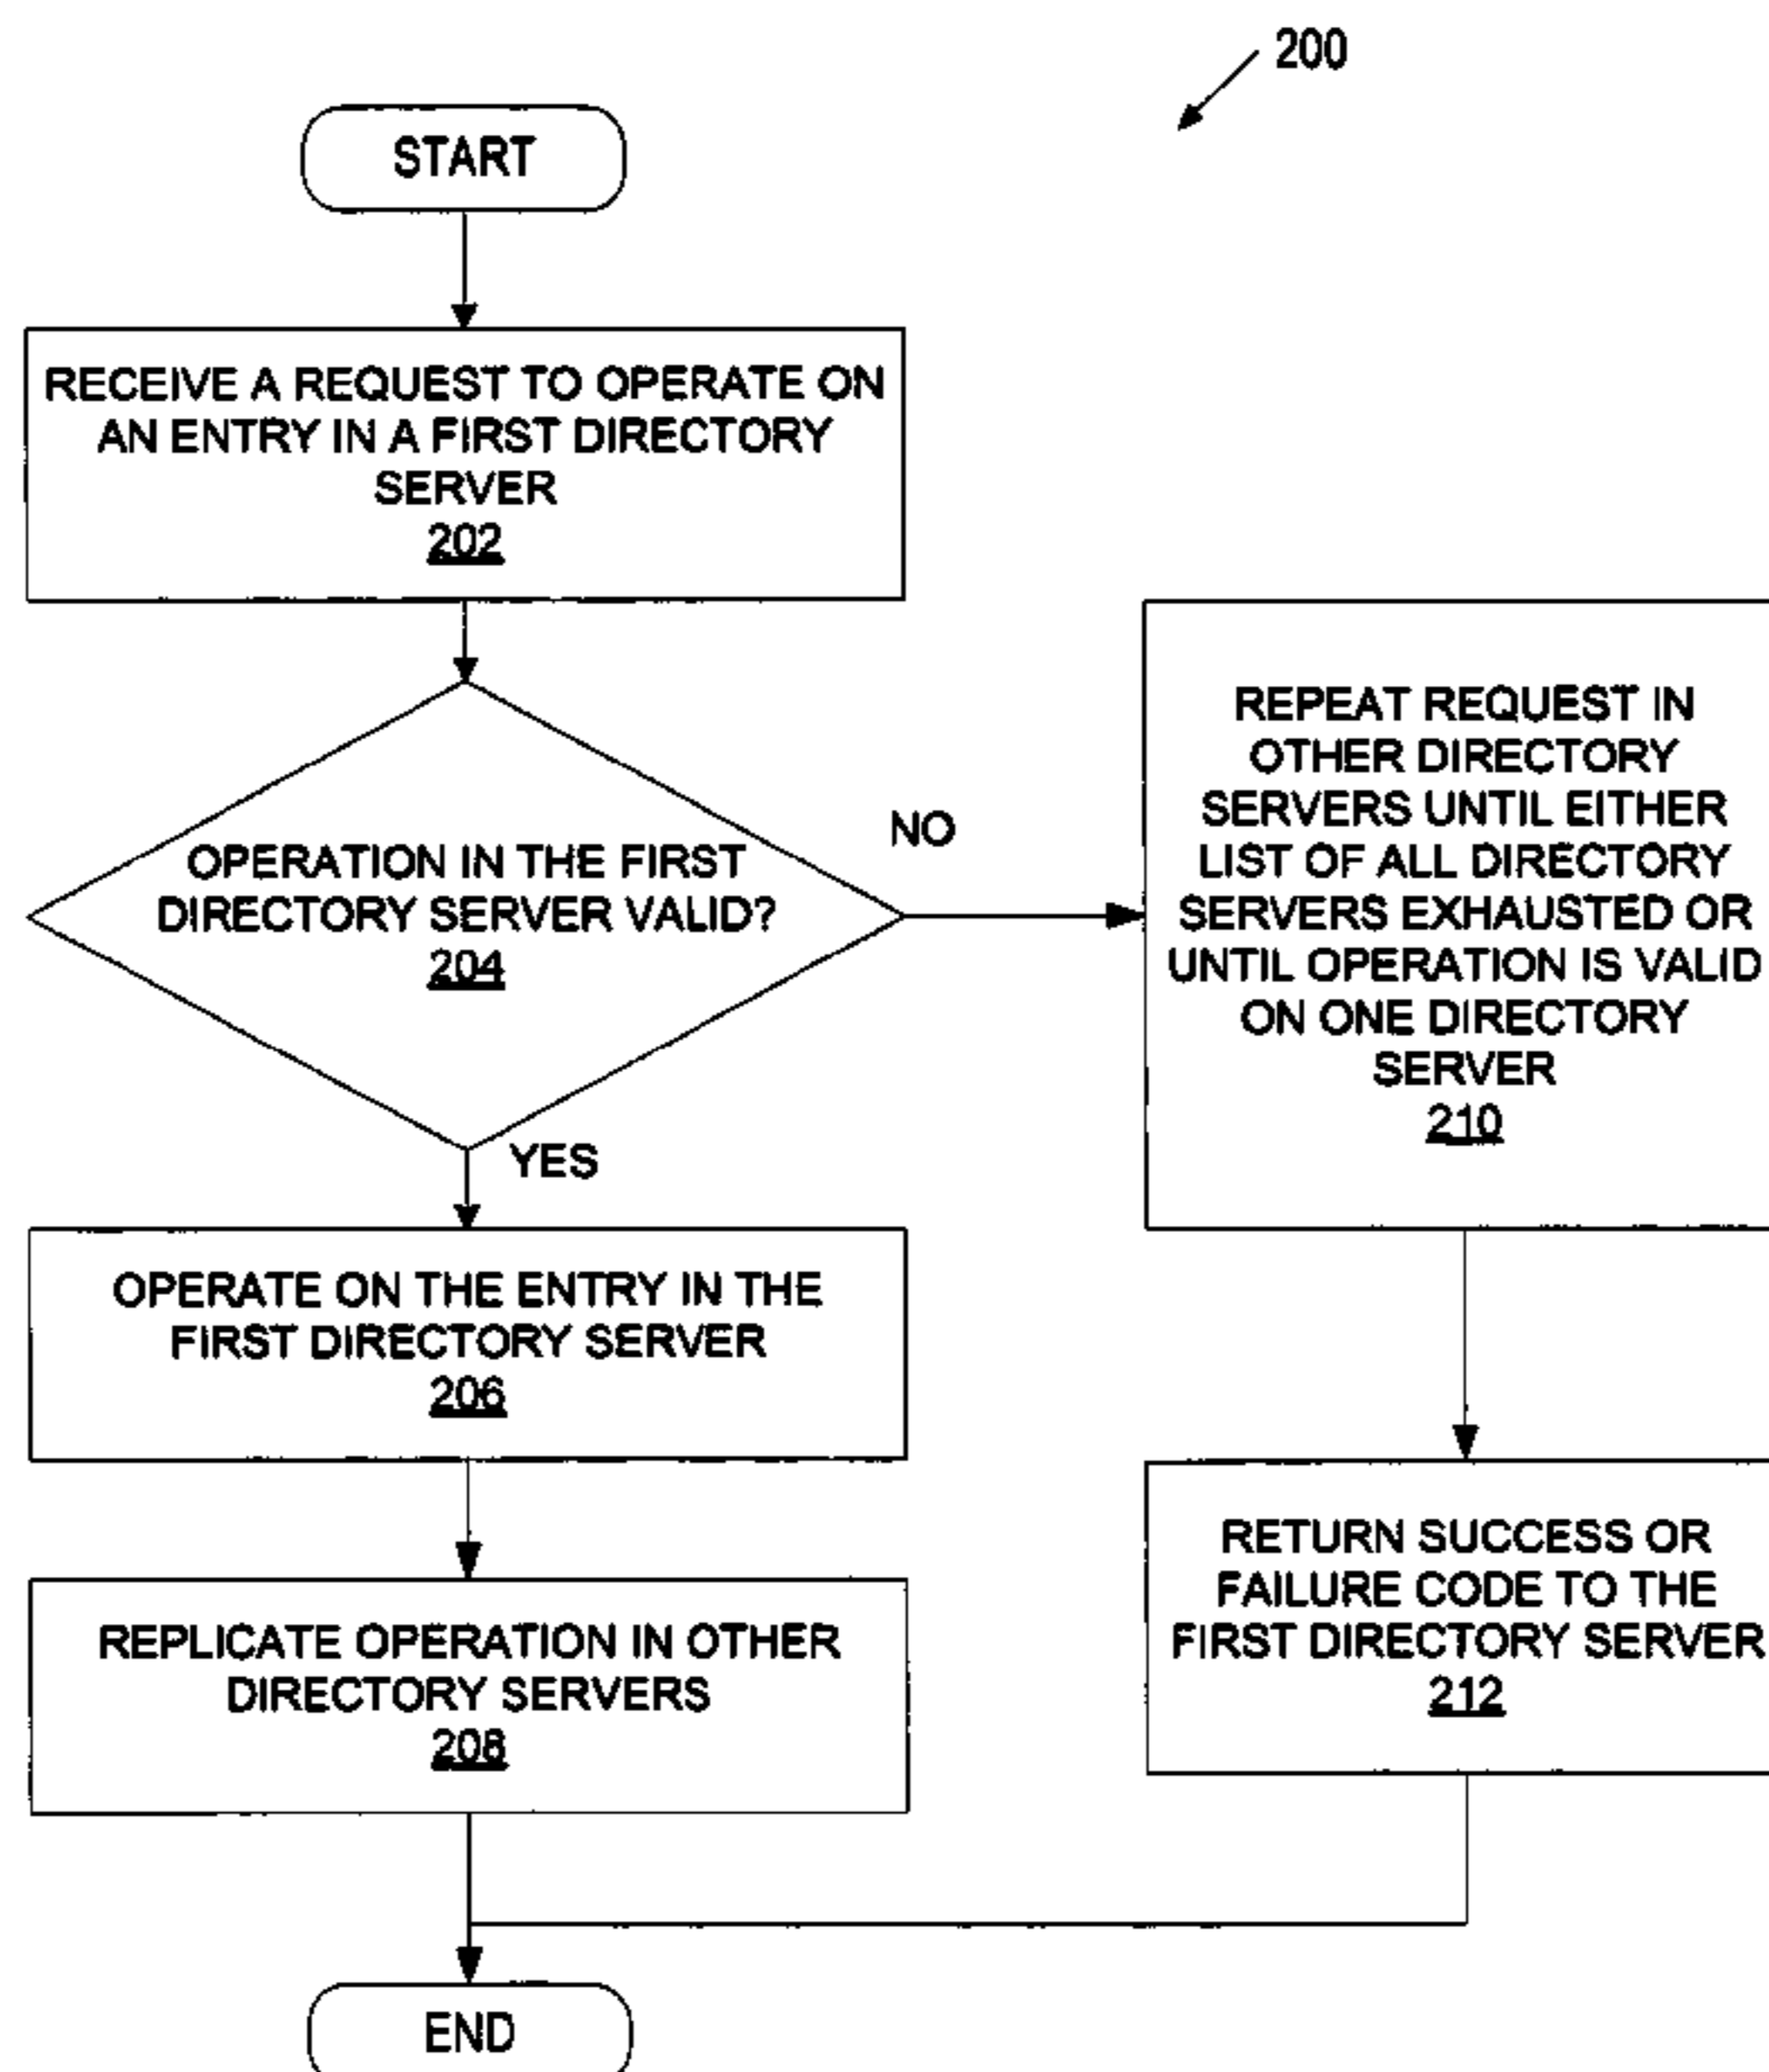 200
START
RECEIVE A REQUEST TO OPERATE ON
AN ENTRY IN A FIRST DIRECTORY
SERVER
202
OPERATION IN THE FIRST
DIRECTORY SERVER VALID?
204
NO
YES
REPEAT REQUEST IN
OTHER DIRECTORY
SERVERS UNTIL EITHER
LIST OF ALL DIRECTORY
SERVERS EXHAUSTED OR
UNTIL OPERATION IS VALID
ON ONE DIRECTORY
SERVER
210
OPERATE ON THE ENTRY IN THE
FIRST DIRECTORY SERVER
206
REPLICATE OPERATION IN OTHER
DIRECTORY SERVERS
208
RETURN SUCCESS OR
FAILURE CODE TO THE
FIRST DIRECTORY SERVER
212
END